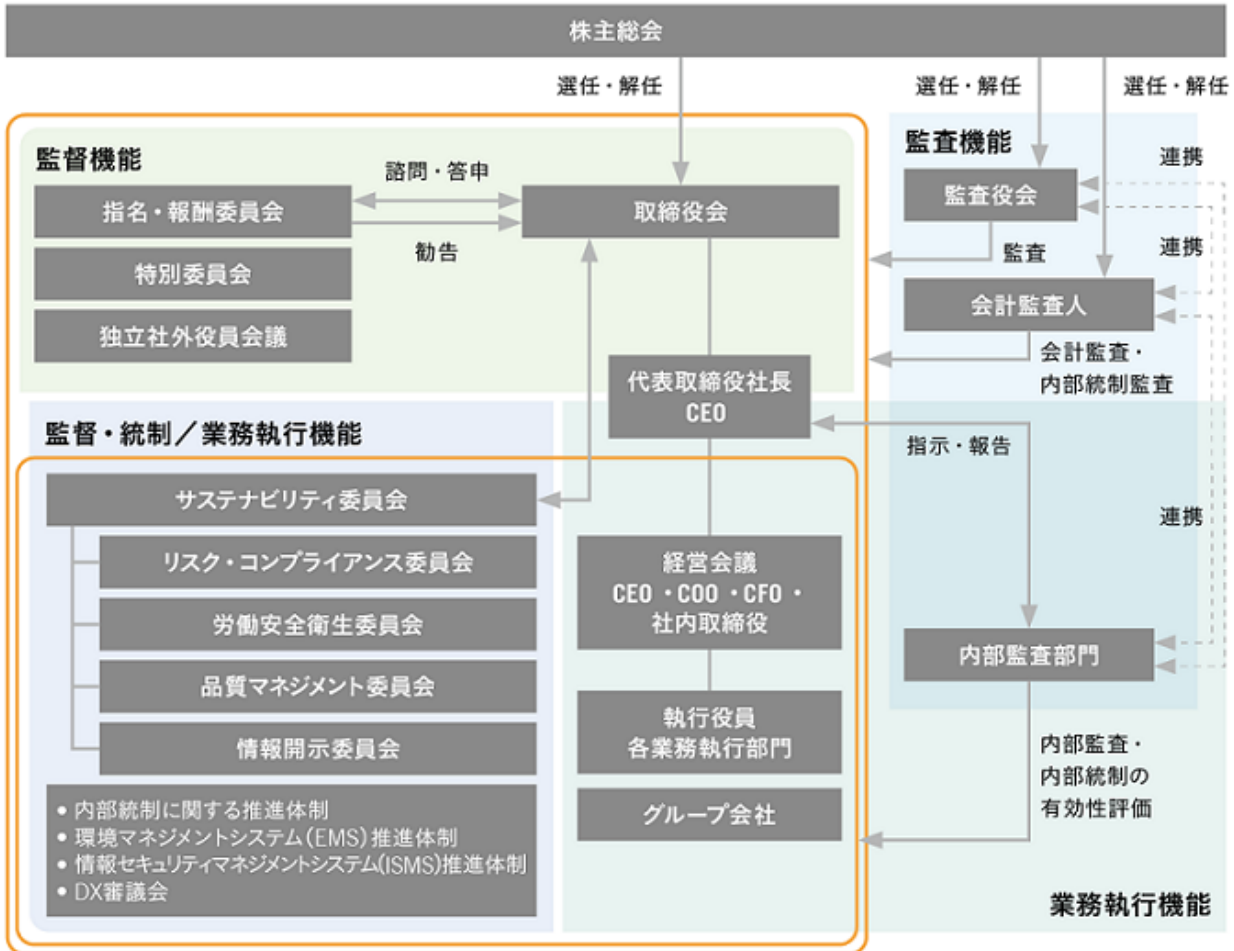 株主総会
選任・解任
選任・解任
選任・解任
監督機能
指名・報酬委員会
諮問・答申
勧告
取締役会
特別委員会
独立社外役員会議
監査機能
監査役会
連携
監査
連携
会計監査人
会計監査・
内部統制監査
代表取締役社長
CEO
指示・報告
監督・統制／業務執行機能
サステナビリティ委員会
リスク・コンプライアンス委員会
労働安全衛生委員会
品質マネジメント委員会
情報開示委員会
• 内部統制に関する推進体制
• 環境マネジメントシステム（EMS）推進体制
• 情報セキュリティマネジメントシステム(ISMS)推進体制
• DX審議会
経営会議
CEO ・COO ・CFO ・
社内取締役
執行役員
各業務執行部門
グループ会社
連携
内部監査部門
内部監査・
内部統制の
有効性評価
業務執行機能